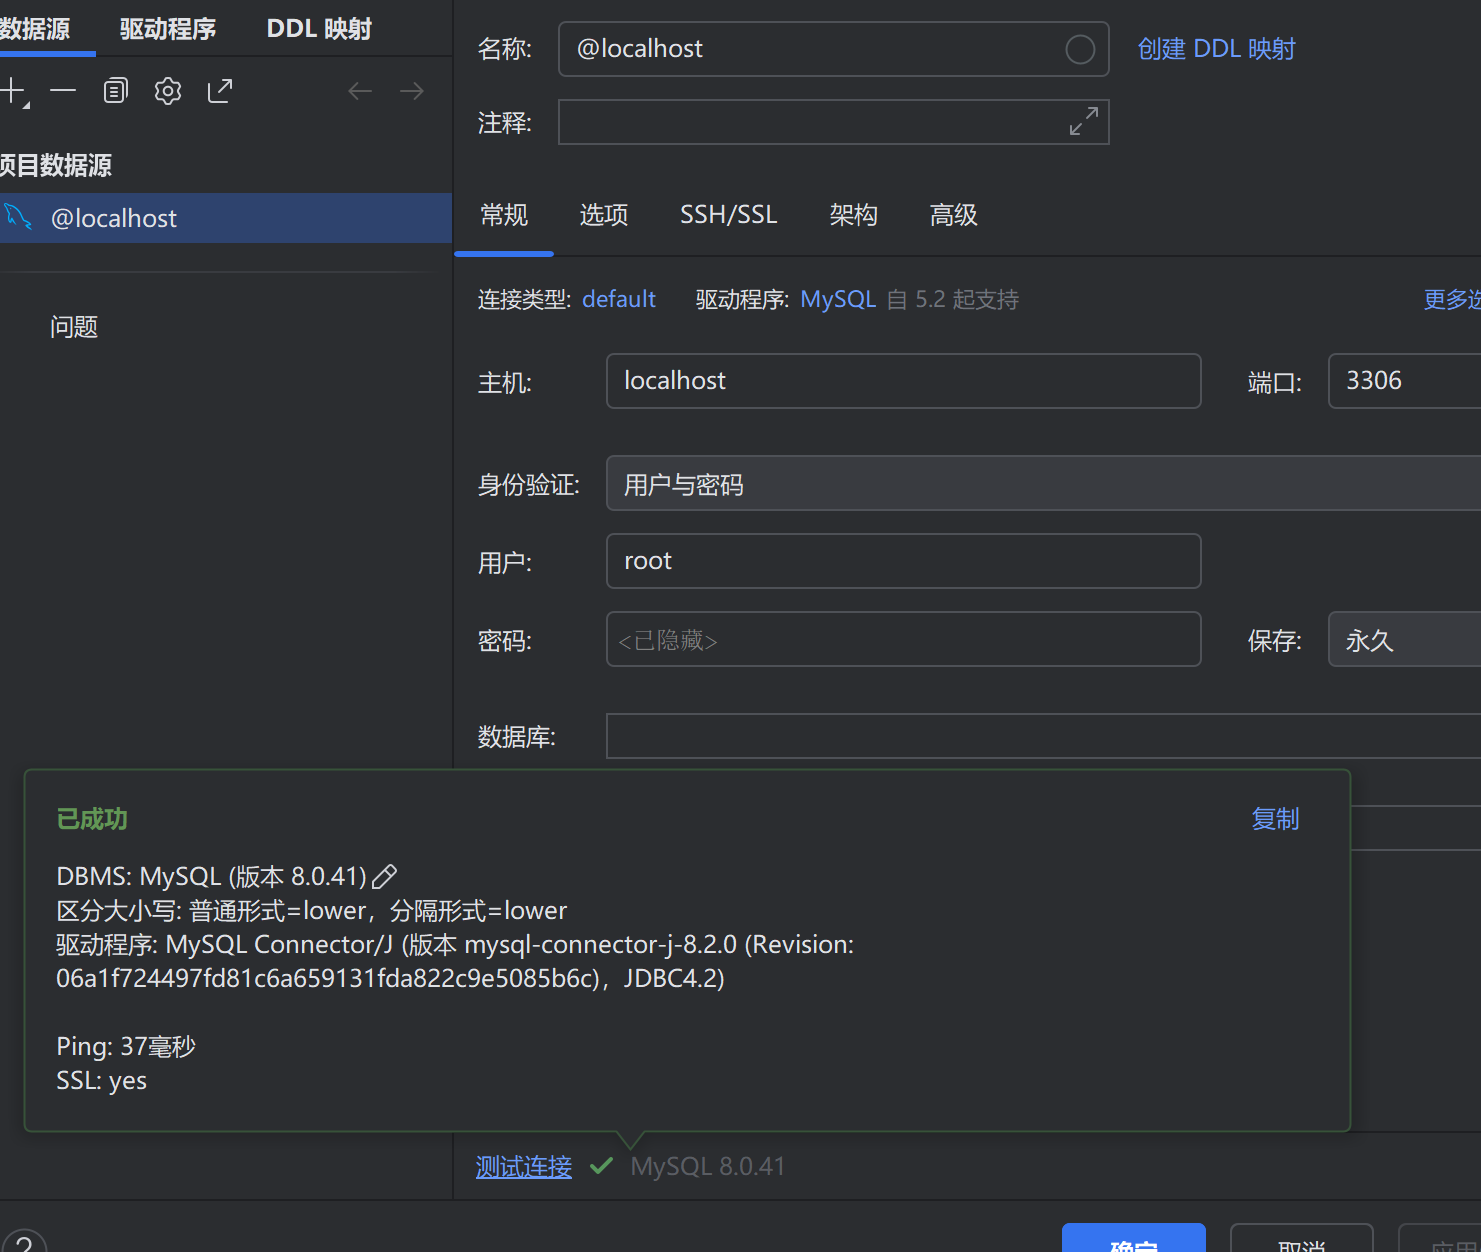 数据源 驱动程序 DDL 映射
项目数据源
@localhost
问题
名称: @localhost 创建 DDL 映射
注释:
常规 选项 SSH/SSL 架构 高级
连接类型: default 驱动程序: MySQL 自 5.2 起支持 更多选
主机: localhost 端口: 3306
身份验证: 用户与密码
用户: root
密码: <已隐藏> 保存: 永久
数据库:
已成功 复制
DBMS: MySQL (版本 8.0.41)
区分大小写: 普通形式=lower，分隔形式=lower
驱动程序: MySQL Connector/J (版本 mysql-connector-j-8.2.0 (Revision:
06a1f724497fd81c6a659131fda822c9e5085b6c)，JDBC4.2)
Ping: 37毫秒
SSL: yes
测试连接 MySQL 8.0.41
? 确定 取消 应用